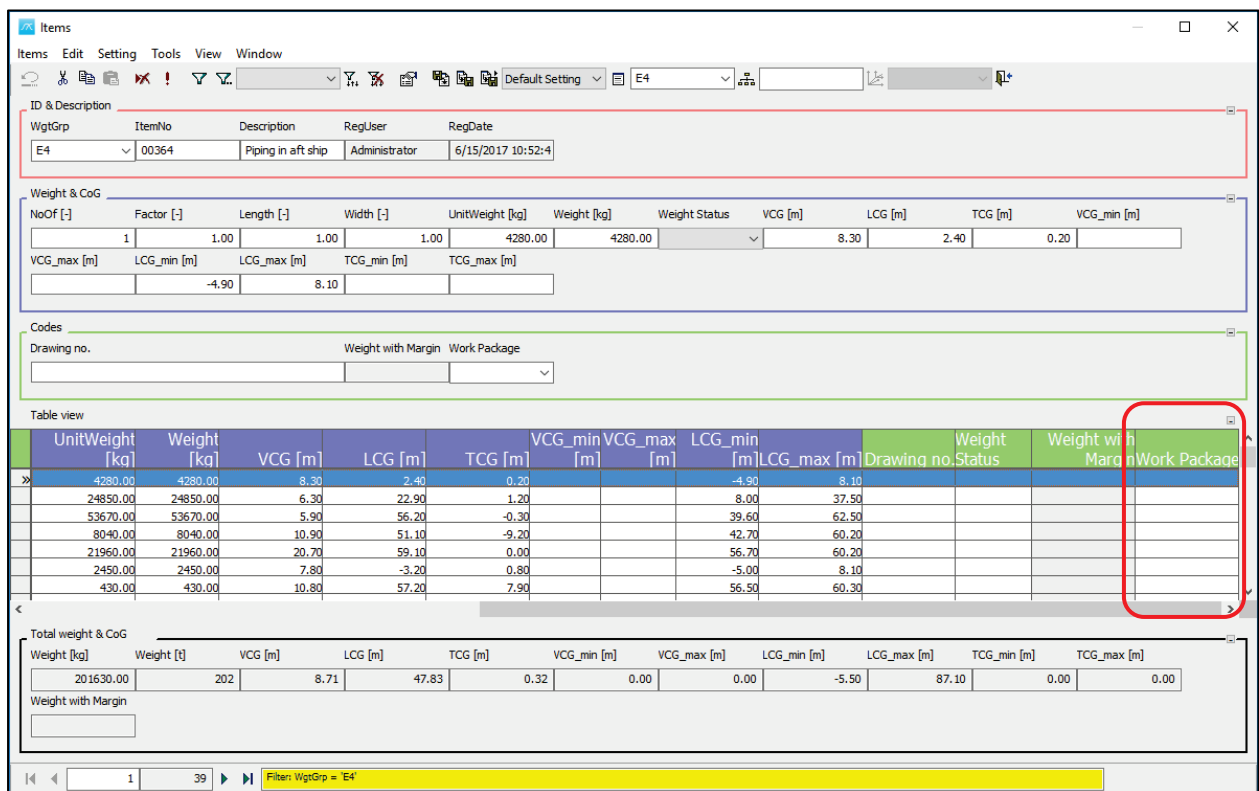 Items
Items Edit Setting Tools View Window
Default Setting E4
ID & Description
WgtGrp ItemNo Description RegUser RegDate
E4 00364 Piping in aft ship Administrator 6/15/2017 10:52:4
Weight & CoG
NoOf [-] Factor [-] Length [-] Width [-] UnitWeight [kg] Weight [kg] Weight Status VCG [m] LCG [m] TCG [m] VCG_min [m]
1 1.00 1.00 1.00 4280.00 4280.00 8.30 2.40 0.20
VCG_max [m] LCG_min [m] LCG_max [m] TCG_min [m] TCG_max [m]
-4.90 8.10
Codes
Drawing no. Weight with Margin Work Package
Table view
UnitWeight Weight VCG_min VCG_max LCG_min Weight Weight with
[kg] [kg] VCG [m] LCG [m] TCG [m] [m] [m] [m] LCG_max [m] Drawing no. Status Margin Work Package
» 4280.00 4280.00 8.30 2.40 0.20 -4.90 8.10
24850.00 24850.00 6.30 22.90 1.20 8.00 37.50
53670.00 53670.00 5.90 56.20 -0.30 39.60 62.50
8040.00 8040.00 10.90 51.10 -9.20 42.70 60.20
21960.00 21960.00 20.70 59.10 0.00 56.70 60.20
2450.00 2450.00 7.80 -3.20 0.80 -5.00 8.10
430.00 430.00 10.80 57.20 7.90 56.50 60.30
Total weight & CoG
Weight [kg] Weight [t] VCG [m] LCG [m] TCG [m] VCG_min [m] VCG_max [m] LCG_min [m] LCG_max [m] TCG_min [m] TCG_max [m]
201630.00 202 8.71 47.83 0.32 0.00 0.00 -5.50 87.10 0.00 0.00
Weight with Margin
1 39 Filter: WgtGrp = 'E4'